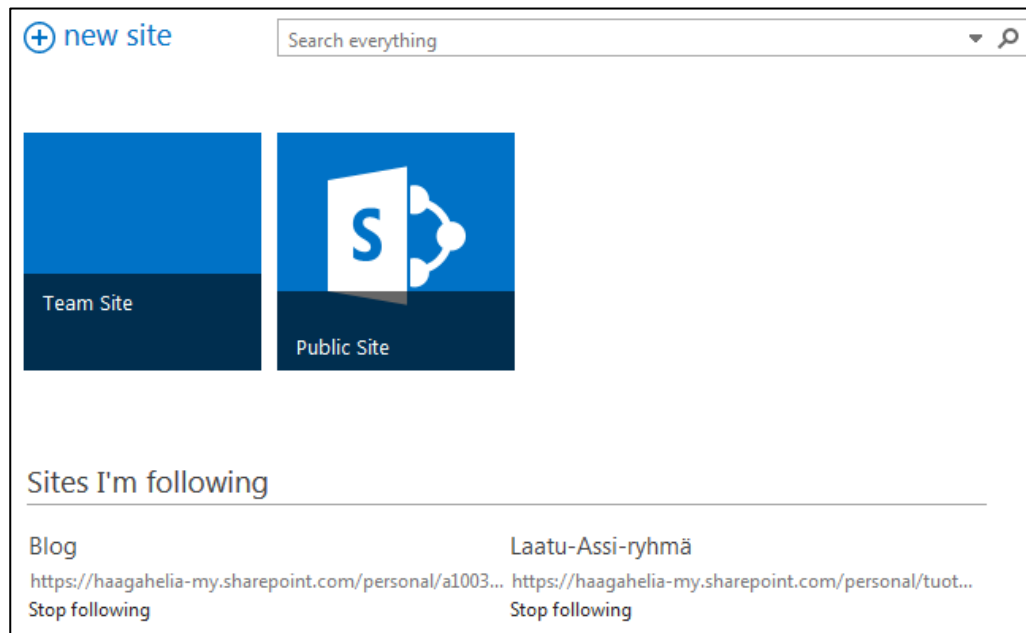 new site
Search everything
Team Site
S
Public Site
Sites I'm following
Blog
https://haagahelia-my.sharepoint.com/personal/a1003...
Stop following
Laatu-Assi-ryhmä
https://haagahelia-my.sharepoint.com/personal/tuot...
Stop following